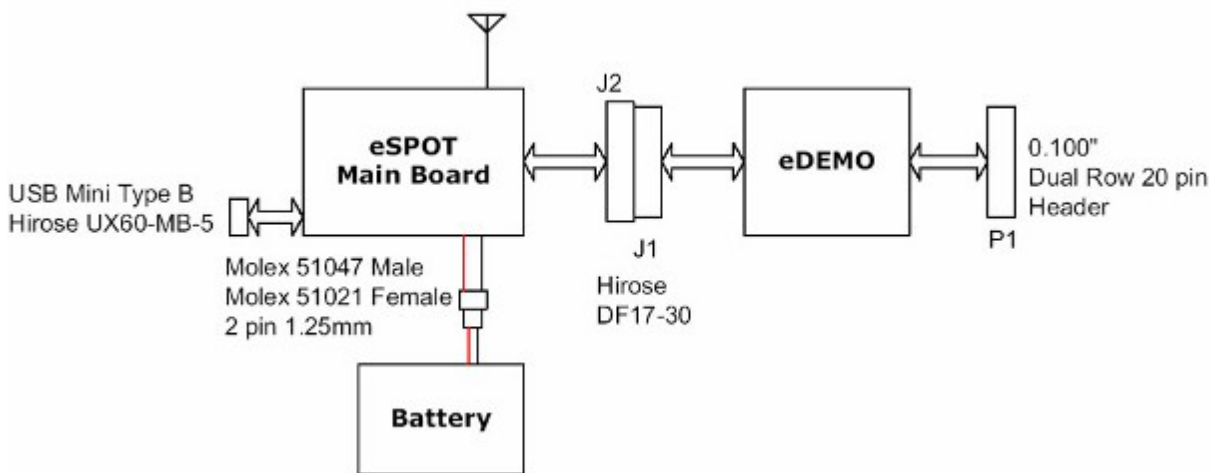 J2
eSPOT
Main Board
eDEMO
0.100"
Dual Row 20 pin
Header
USB Mini Type B
Hirose UX60-MB-5
P1
J1
Molex 51047 Male
Molex 51021 Female
2 pin 1.25mm
Hirose
DF17-30
Battery